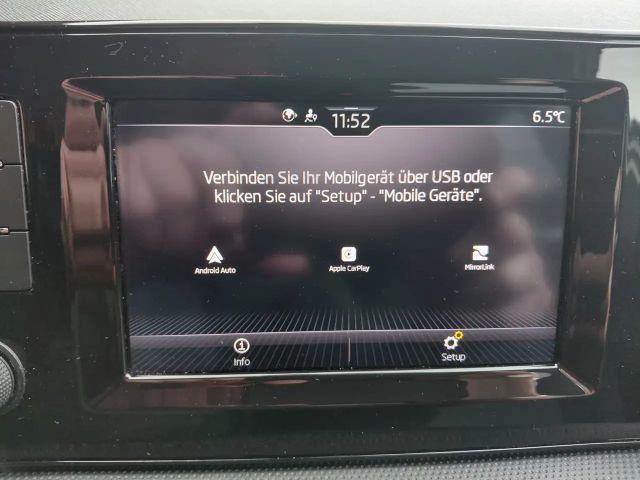 11:52
6.5°C
Verbinden Sie Ihr Mobilgerät über USB oder
klicken Sie auf "Setup" - "Mobile Geräte".
Android Auto
Apple CarPlay
MirrorLink
Info
Setup